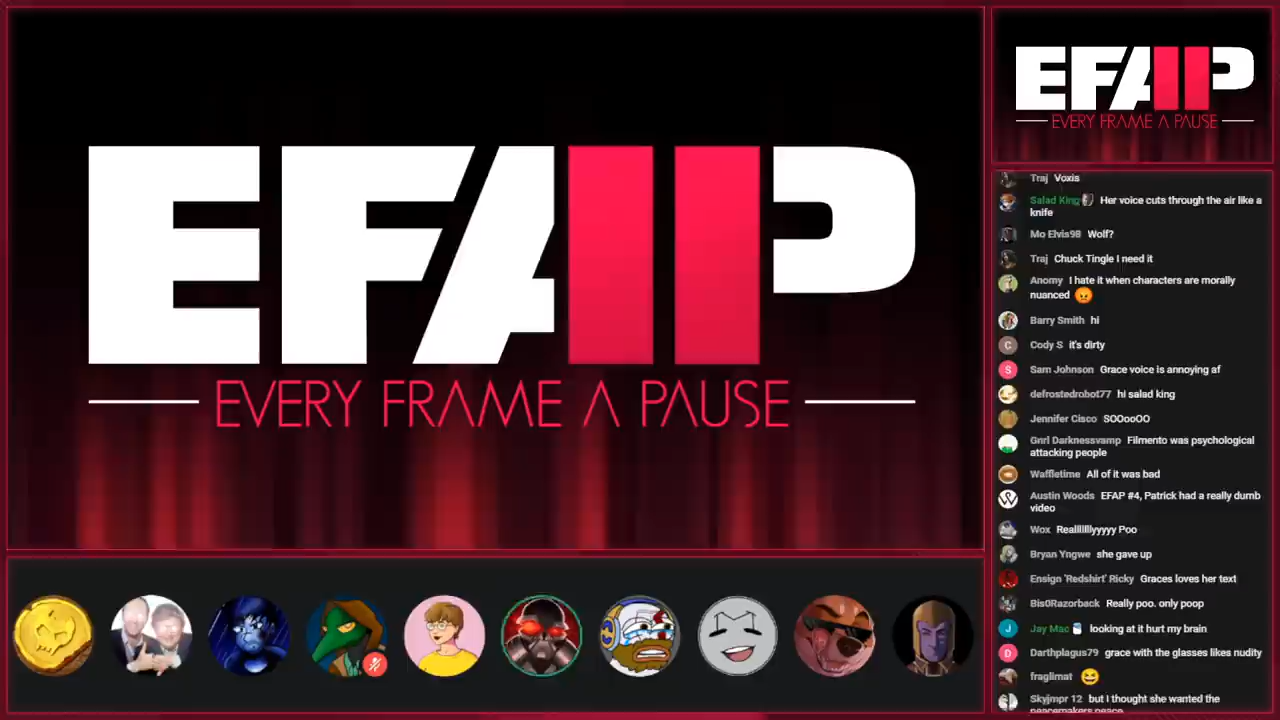 EFAP
EVERY FRAME A PAUSE
EFAP
EVERY FRAME A PAUSE
Traj Voxis
Salad King Her voice cuts through the air like a
knife
Mo Elvis98 Wolf?
Traj Chuck Tingle I need it
Anomy I hate it when characters are morally
nuanced
Barry Smith hi
C
Cody S it's dirty
S
Sam Johnson Grace voice is annoying af
defrostedrobot77 hi salad king
Jennifer Cisco SOOooOO
Gnrl Darknessvamp Filmento was psychological
attacking people
Waffletime All of it was bad
W
Austin Woods EFAP #4, Patrick had a really dumb
video
Wox Reallllllllyyyyy Poo
Bryan Yngwe she gave up
Ensign 'Redshirt' Ricky Graces loves her text
Bis0Razorback Really poo. only poop
J
Jay Mac looking at it hurt my brain
D
Darthplagus79 grace with the glasses likes nudity
fraglimat
Skyjmpr 12 but I thought she wanted the
peacemakers peace